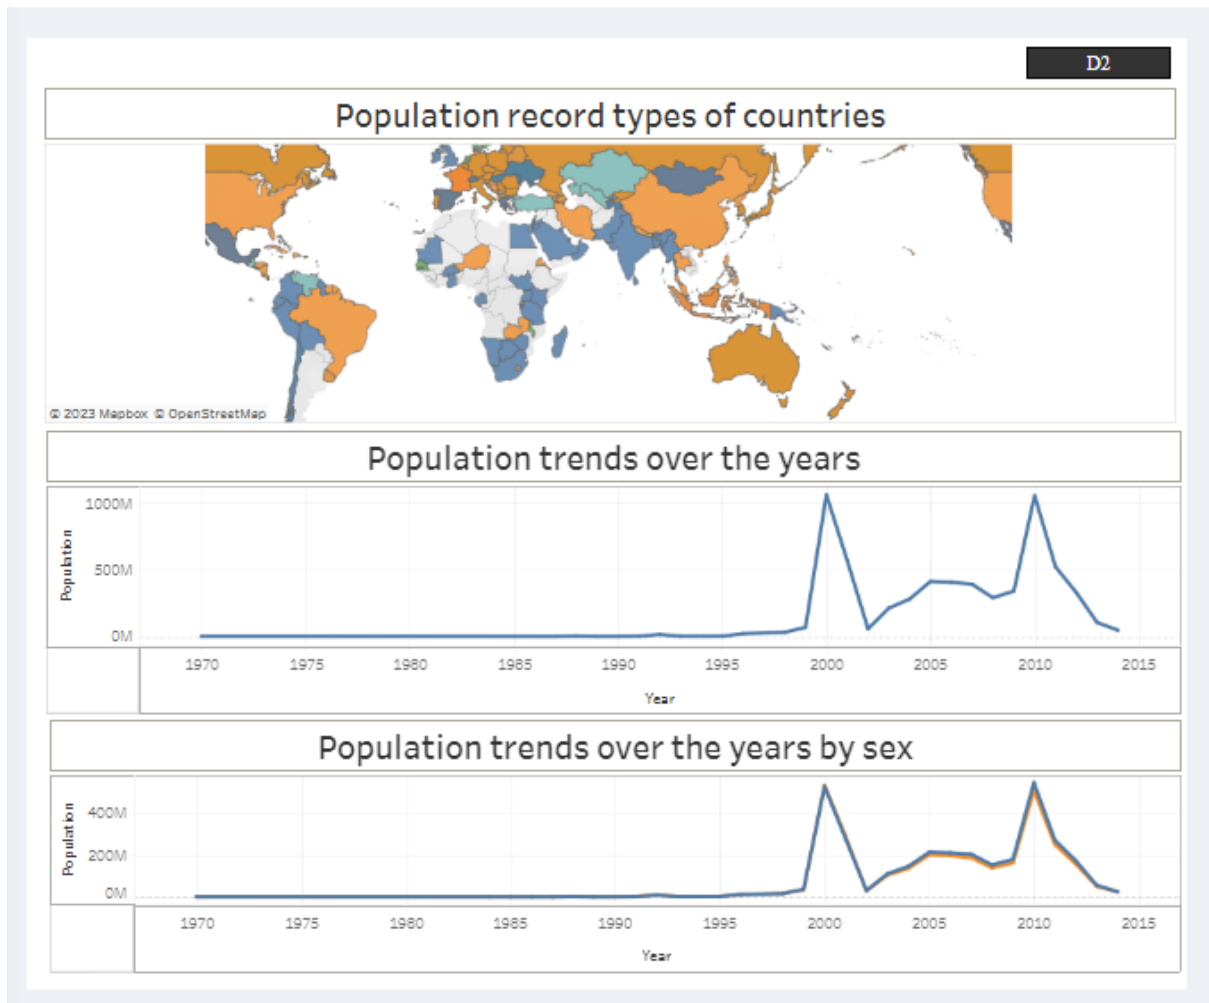 D2
Population record types of countries
© 2023 Mapbox © OpenStreetMap
Population trends over the years
Population
1000M
500M
0M
1970 1975 1980 1985 1990 1995 2000 2005 2010 2015
Year
Population trends over the years by sex
Population
400M
200M
0M
1970 1975 1980 1985 1990 1995 2000 2005 2010 2015
Year